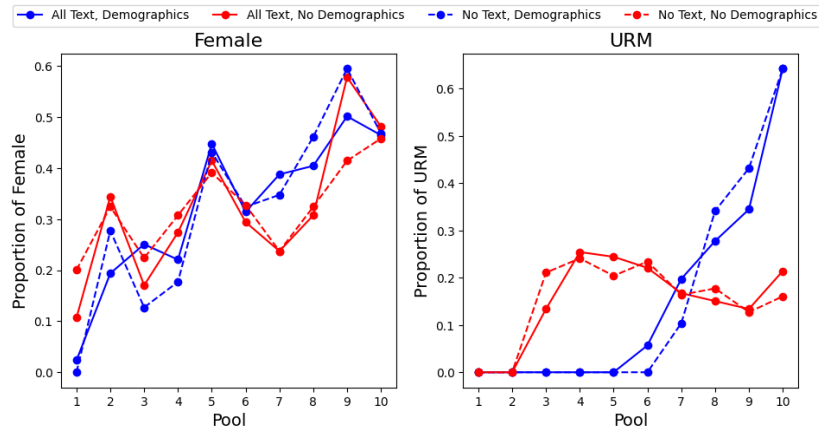 All Text, Demographics All Text, No Demographics No Text, Demographics No Text, No Demographics
Female
URM
Proportion of Female
0.6
0.5
0.4
0.3
0.2
0.1
0.0
1 2 3 4 5 6 7 8 9 10
Pool
Proportion of URM
0.6
0.5
0.4
0.3
0.2
0.1
0.0
1 2 3 4 5 6 7 8 9 10
Pool